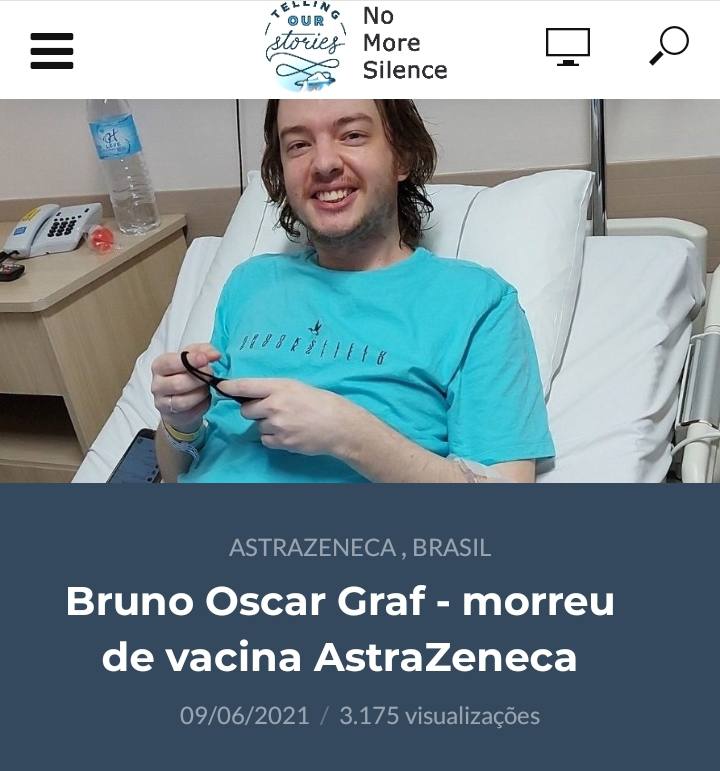 TELLING
OUR
stories
No
More
Silence
ASTRAZENECA , BRASIL
Bruno Oscar Graf - morreu
de vacina AstraZeneca
09/06/2021 / 3.175 visualizações